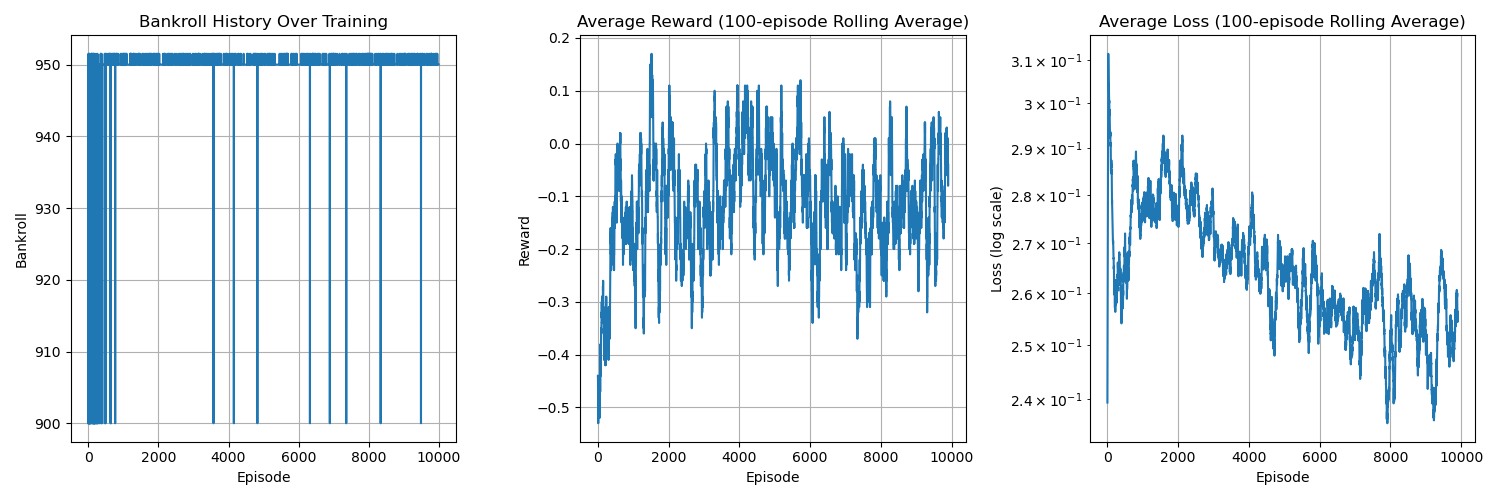 Bankroll History Over Training
950
940
930
920
910
900
Bankroll
0 2000 4000 6000 8000 10000
Episode
Average Reward (100-episode Rolling Average)
0.2
0.1
0.0
−0.1
−0.2
−0.3
−0.4
−0.5
Reward
0 2000 4000 6000 8000 10000
Episode
Average Loss (100-episode Rolling Average)
3.1 × 10⁻¹
3 × 10⁻¹
2.9 × 10⁻¹
2.8 × 10⁻¹
2.7 × 10⁻¹
2.6 × 10⁻¹
2.5 × 10⁻¹
2.4 × 10⁻¹
Loss (log scale)
0 2000 4000 6000 8000 10000
Episode